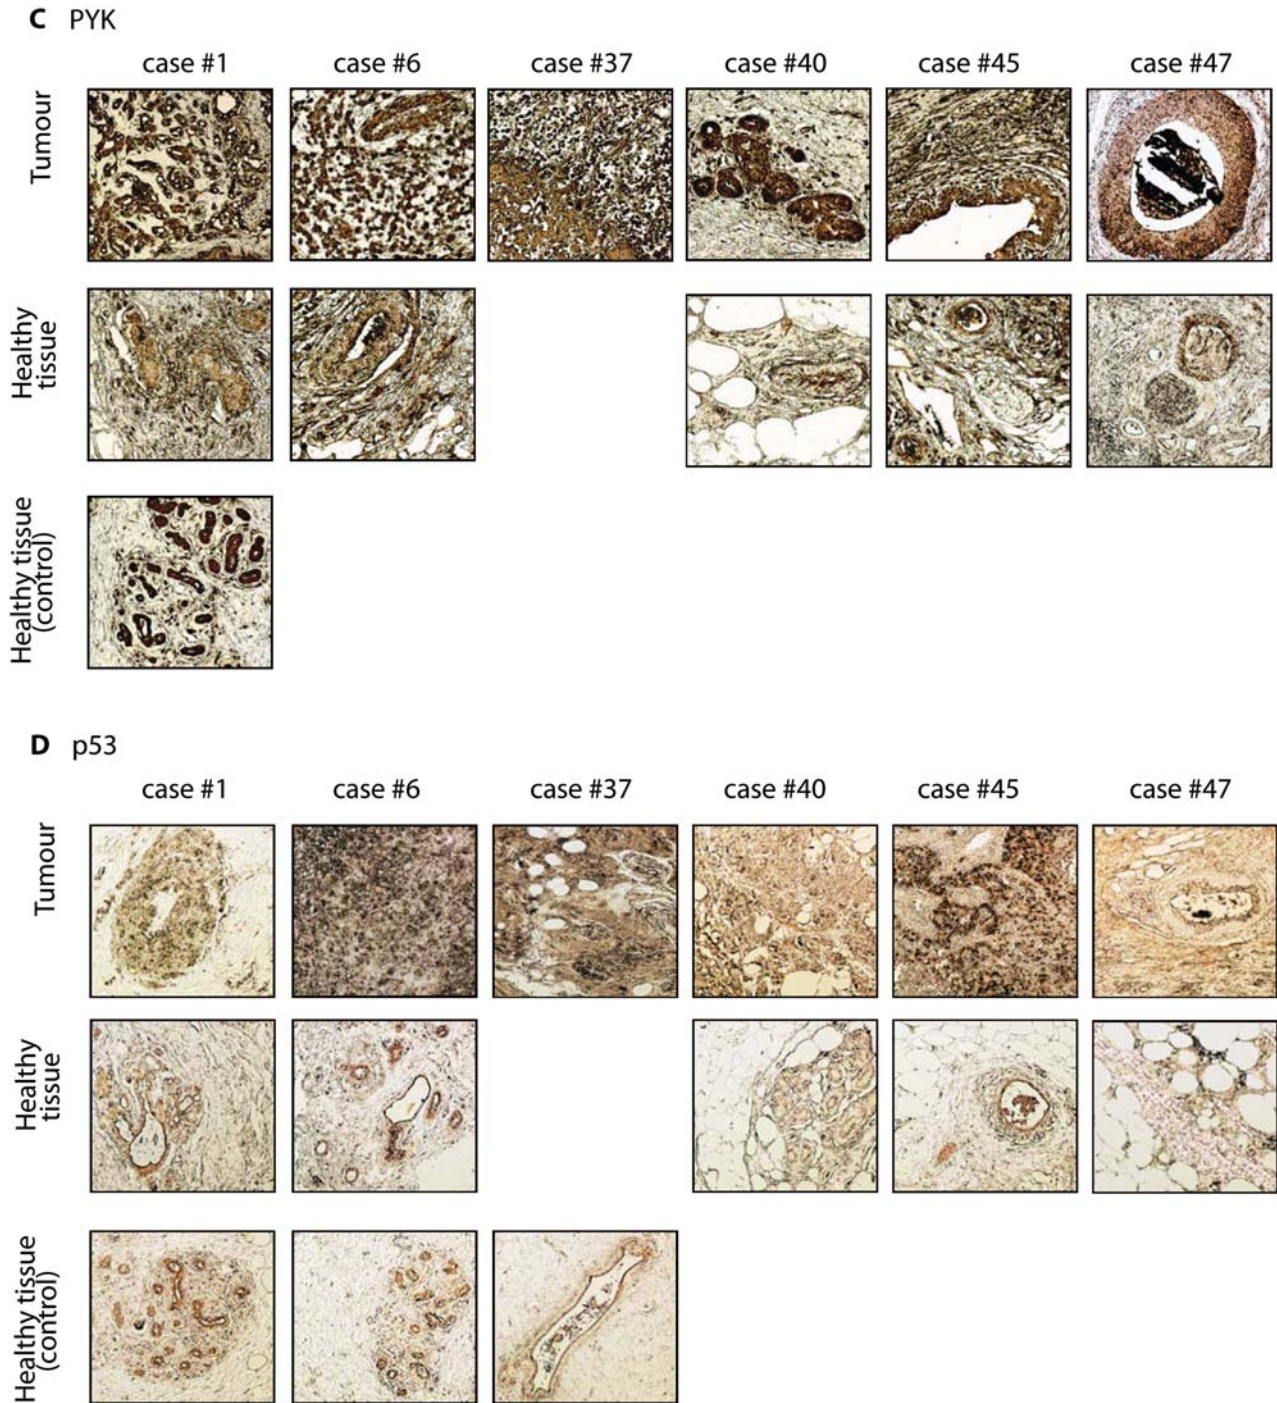 C PYK
case #1 case #6 case #37 case #40 case #45 case #47
Tumour
Healthy
tissue
Healthy tissue
(control)
D p53
case #1 case #6 case #37 case #40 case #45 case #47
Tumour
Healthy
tissue
Healthy tissue
(control)